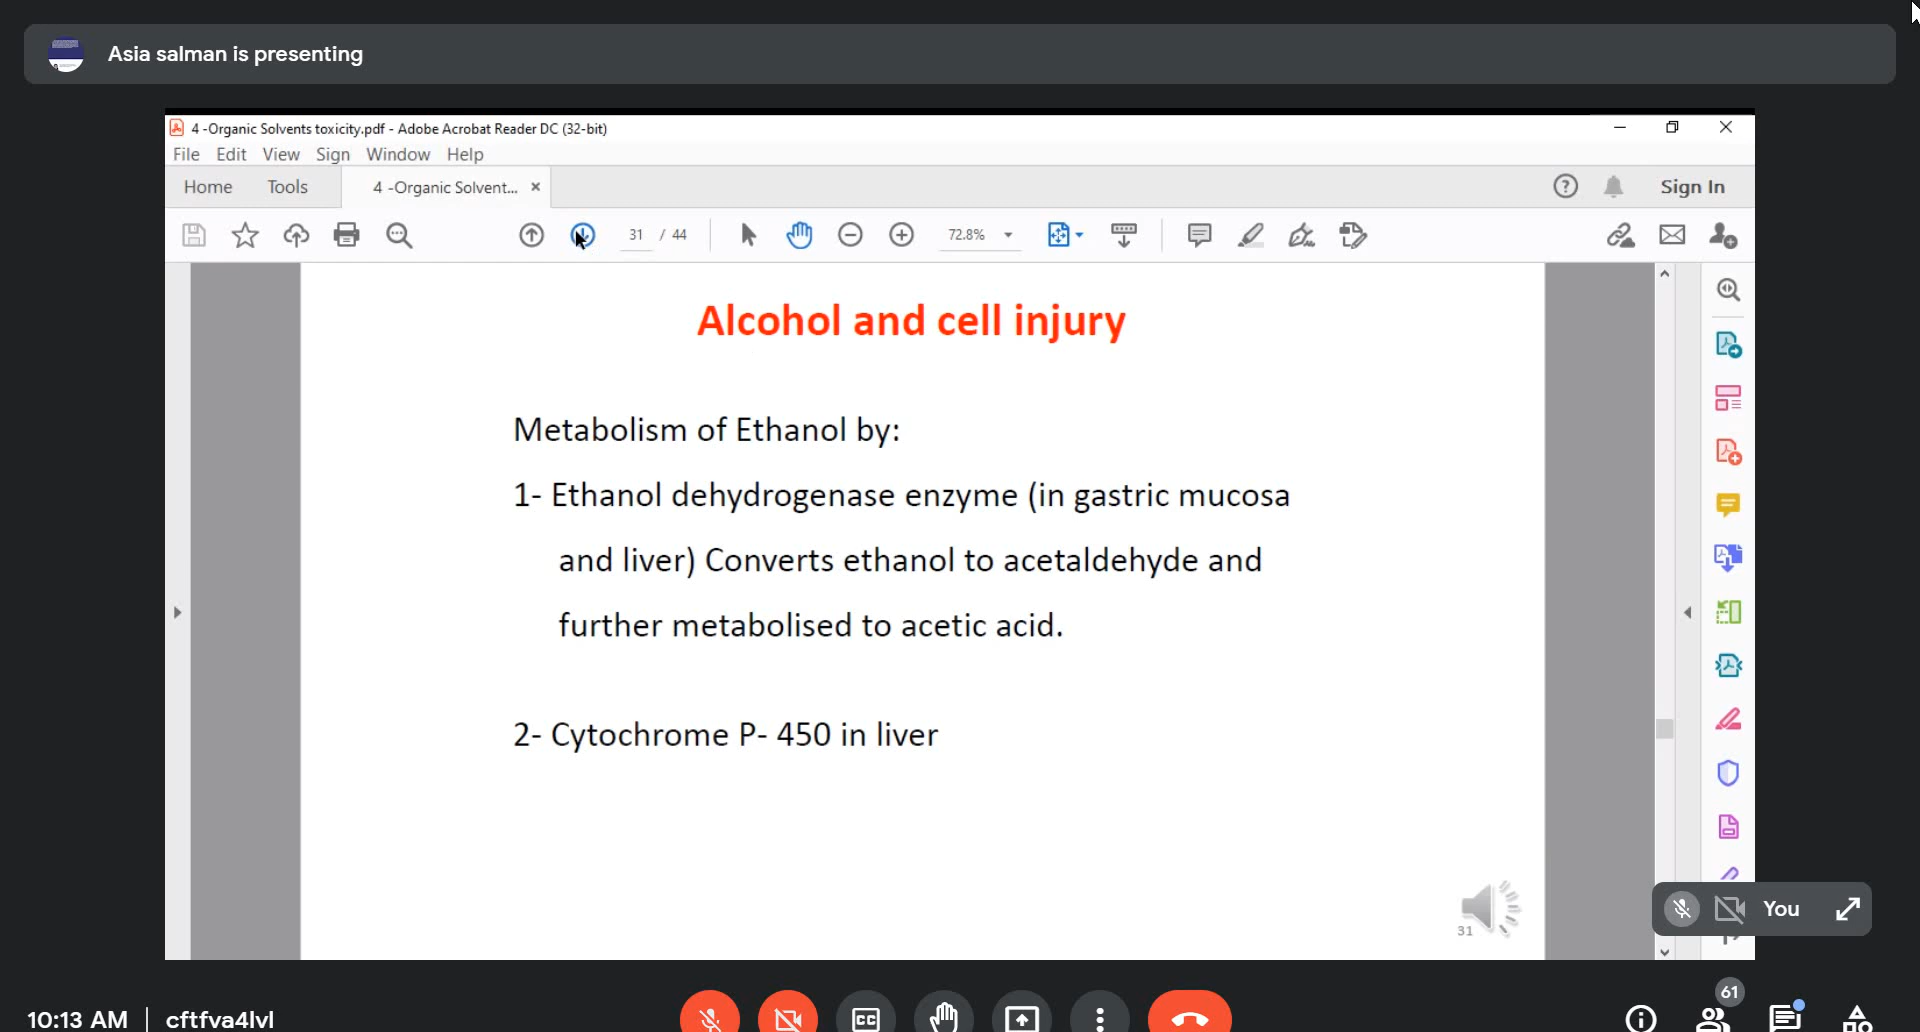 Asia salman is presenting
4 -Organic Solvents toxicity.pdf - Adobe Acrobat Reader DC (32-bit)
File Edit View Sign Window Help
Home Tools 4 -Organic Solvent... × Sign In
31 / 44 72.8%
Alcohol and cell injury
Metabolism of Ethanol by:
1- Ethanol dehydrogenase enzyme (in gastric mucosa
and liver) Converts ethanol to acetaldehyde and
further metabolised to acetic acid.
2- Cytochrome P- 450 in liver
31
You
61
10:13 AM | cftfva4lvl
CC